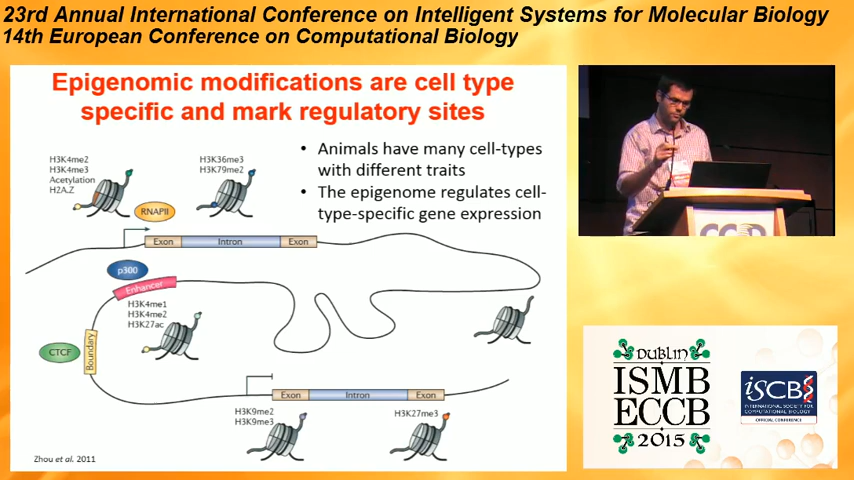 23rd Annual International Conference on Intelligent Systems for Molecular Biology
14th European Conference on Computational Biology
Epigenomic modifications are cell type
specific and mark regulatory sites
• Animals have many cell-types
with different traits
• The epigenome regulates cell-
type-specific gene expression
H3K4me2
H3K4me3
Acetylation
H2A.Z
H3K36me3
H3K79me2
RNAPII
Exon
Intron
Exon
p300
Enhancer
H3K4me1
H3K4me2
H3K27ac
CTCF
Boundary
Exon
Intron
Exon
H3K9me2
H3K9me3
H3K27me3
Zhou et al. 2011
DUBLIN
ISMB
ECCB
2015
iSCB
INTERNATIONAL SOCIETY FOR
COMPUTATIONAL BIOLOGY
OFFICIAL CONFERENCE